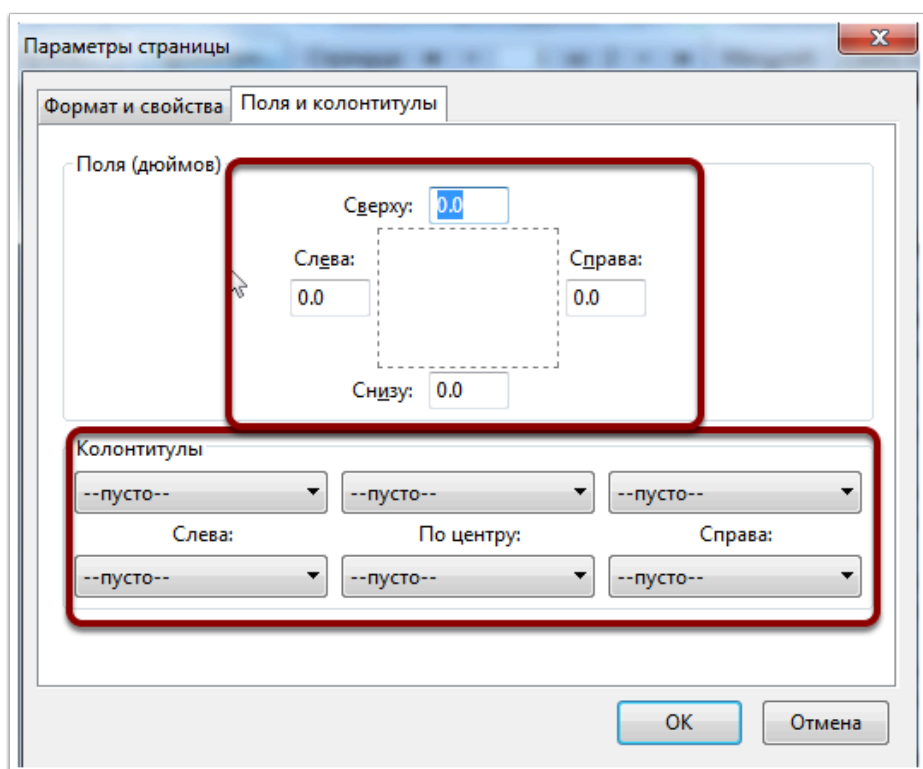 Параметры страницы
Формат и свойства Поля и колонтитулы
Поля (дюймов)
Сверху: 0.0
Слева: Справа:
0.0 0.0
Снизу: 0.0
Колонтитулы
--пусто-- --пусто-- --пусто--
Слева: По центру: Справа:
--пусто-- --пусто-- --пусто--
OK Отмена